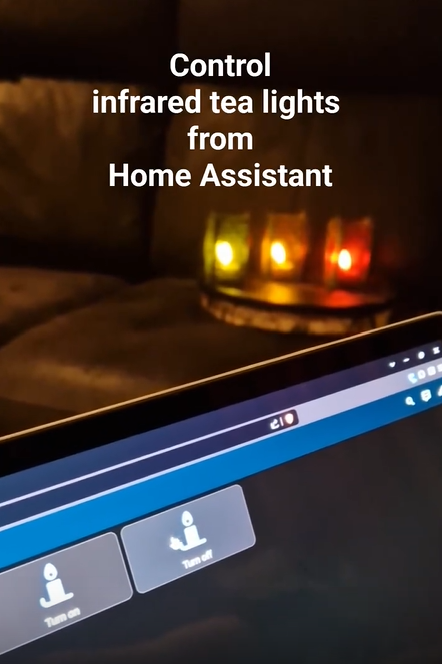 Control
infrared tea lights
from
Home Assistant
Turn on
Turn off